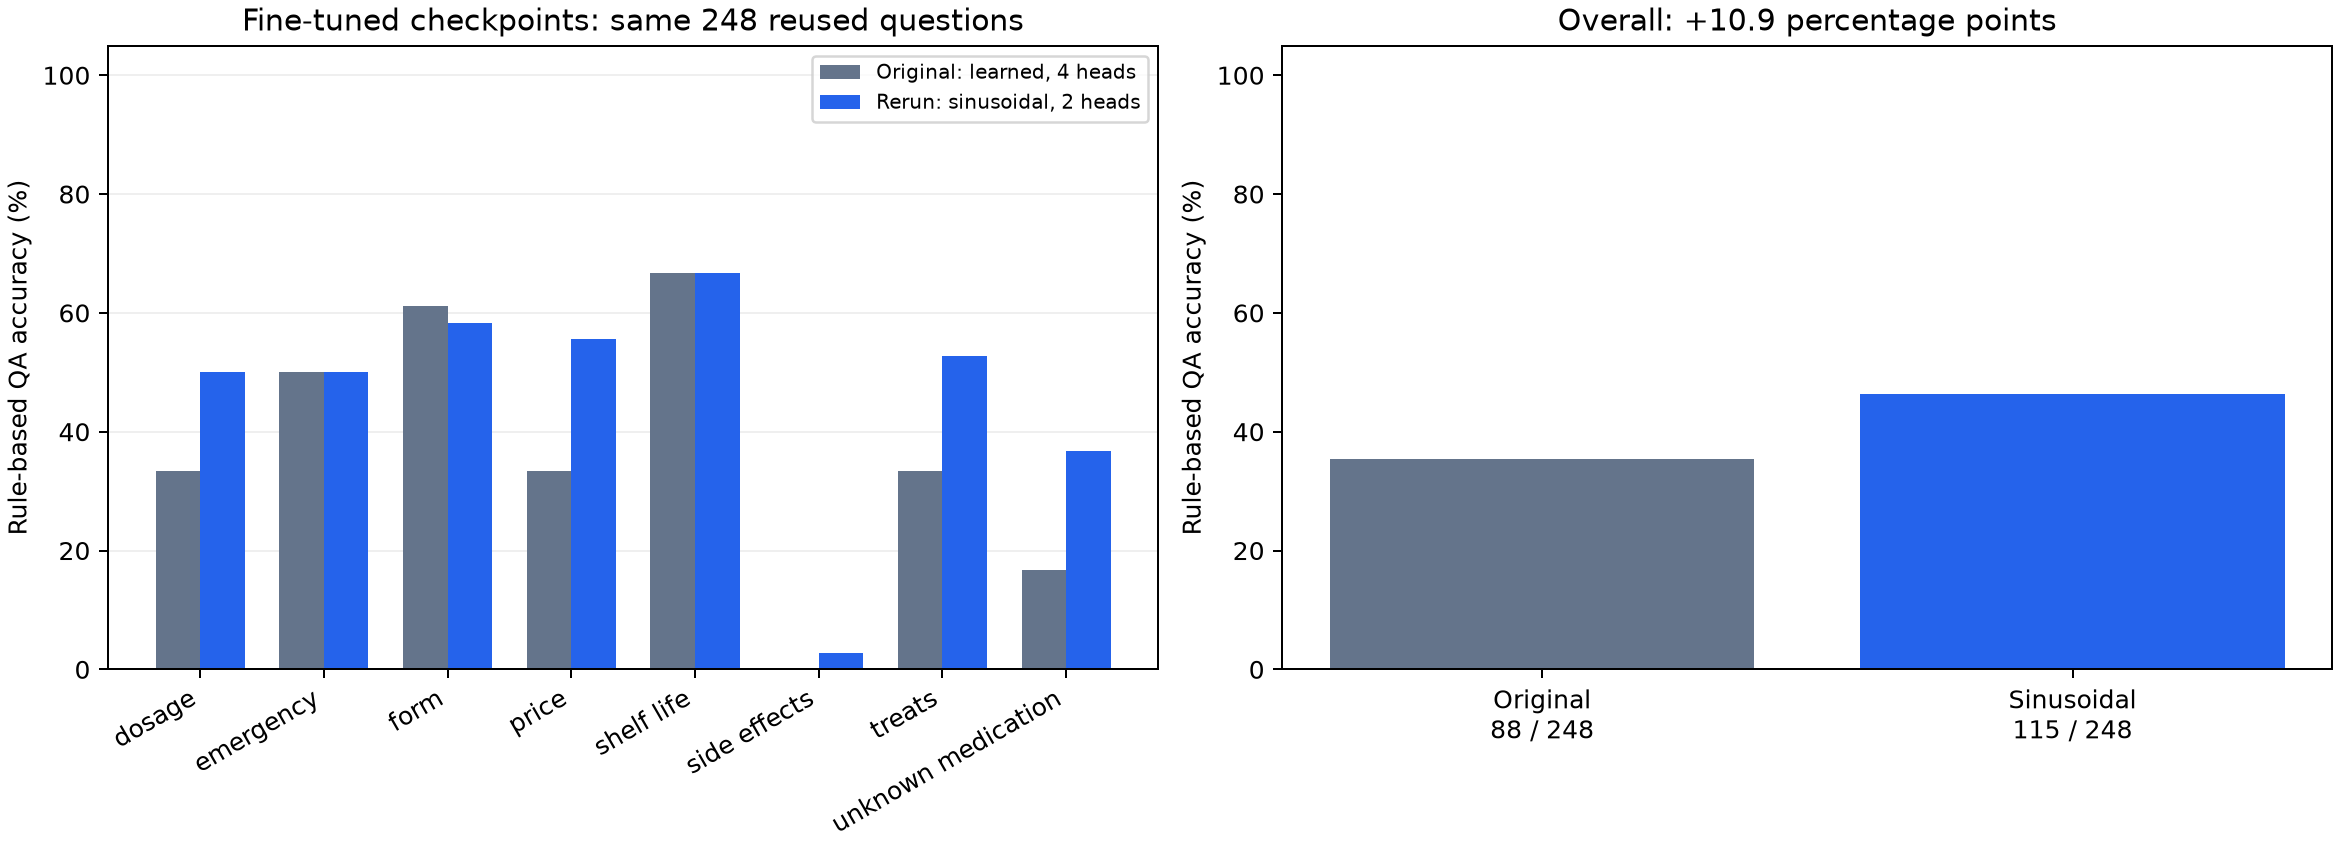 Fine-tuned checkpoints: same 248 reused questions
Rule-based QA accuracy (%)
100
80
60
40
20
0
Original: learned, 4 heads
Rerun: sinusoidal, 2 heads
dosage
emergency
form
price
shelf life
side effects
treats
unknown medication
Overall: +10.9 percentage points
Rule-based QA accuracy (%)
100
80
60
40
20
0
Original
88 / 248
Sinusoidal
115 / 248